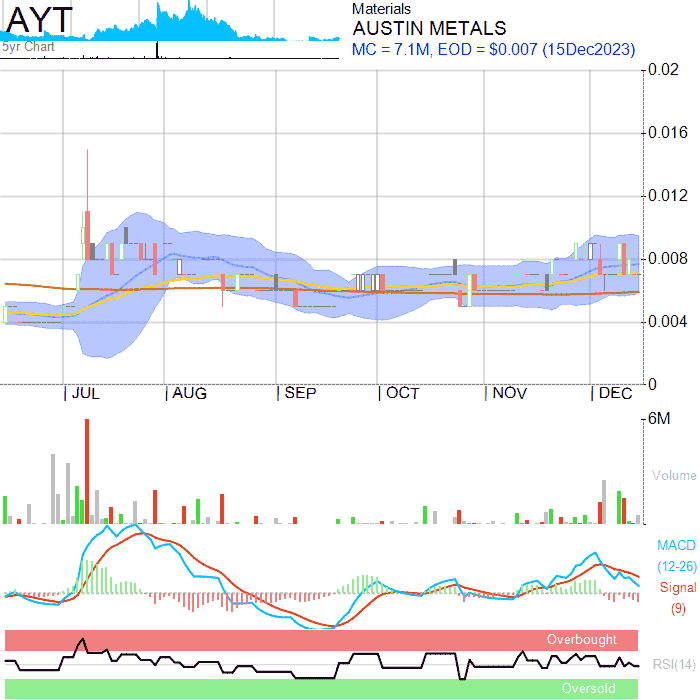 AYT
5yr Chart
Materials
AUSTIN METALS
MC = 7.1M, EOD = $0.007 (15Dec2023)
0.02
0.016
0.012
0.008
0.004
0
JUL AUG SEP OCT NOV DEC
6M
Volume
MACD
(12-26)
Signal
(9)
Overbought
RSI(14)
Oversold